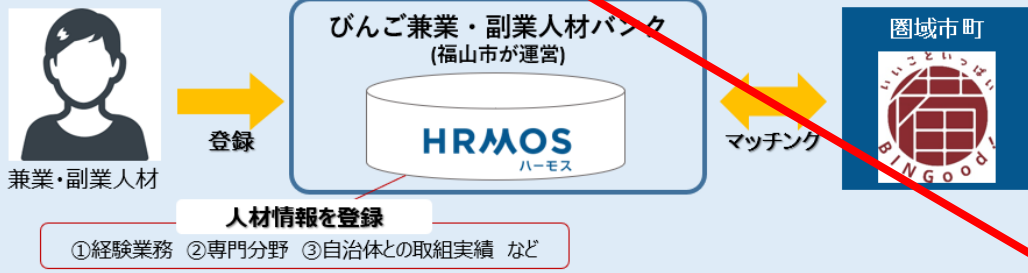 びんご兼業・副業人材バンク
(福山市が運営)
圏域市町
いいこといっぱい
備
BINGood!
登録
HRMOS
ハーモス
マッチング
兼業・副業人材
人材情報を登録
①経験業務 ②専門分野 ③自治体との取組実績 など